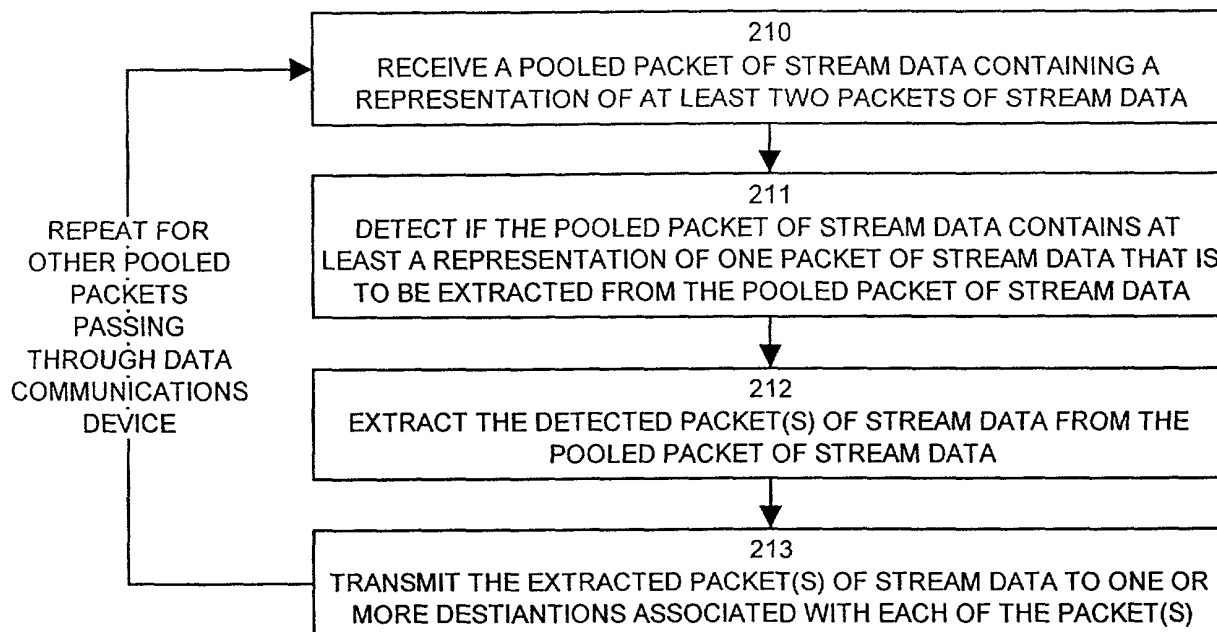 210
RECEIVE A POOLED PACKET OF STREAM DATA CONTAINING A
REPRESENTATION OF AT LEAST TWO PACKETS OF STREAM DATA
211
DETECT IF THE POOLED PACKET OF STREAM DATA CONTAINS AT
LEAST A REPRESENTATION OF ONE PACKET OF STREAM DATA THAT IS
TO BE EXTRACTED FROM THE POOLED PACKET OF STREAM DATA
212
EXTRACT THE DETECTED PACKET(S) OF STREAM DATA FROM THE
POOLED PACKET OF STREAM DATA
213
TRANSMIT THE EXTRACTED PACKET(S) OF STREAM DATA TO ONE OR
MORE DESTIANTIONS ASSOCIATED WITH EACH OF THE PACKET(S)
REPEAT FOR
OTHER POOLED
PACKETS
PASSING
THROUGH DATA
COMMUNICATIONS
DEVICE